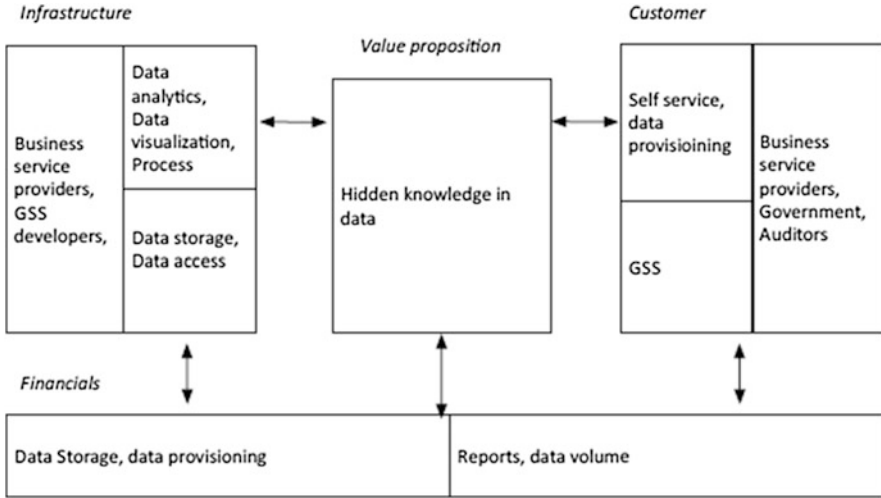 Infrastructure
Customer
Value proposition
Business
service
providers,
GSS
developers,
Data
analytics,
Data
visualization,
Process
Data storage,
Data access
Hidden knowledge in
data
Self service,
data
provisioining
GSS
Business
service
providers,
Government,
Auditors
Financials
Data Storage, data provisioning
Reports, data volume